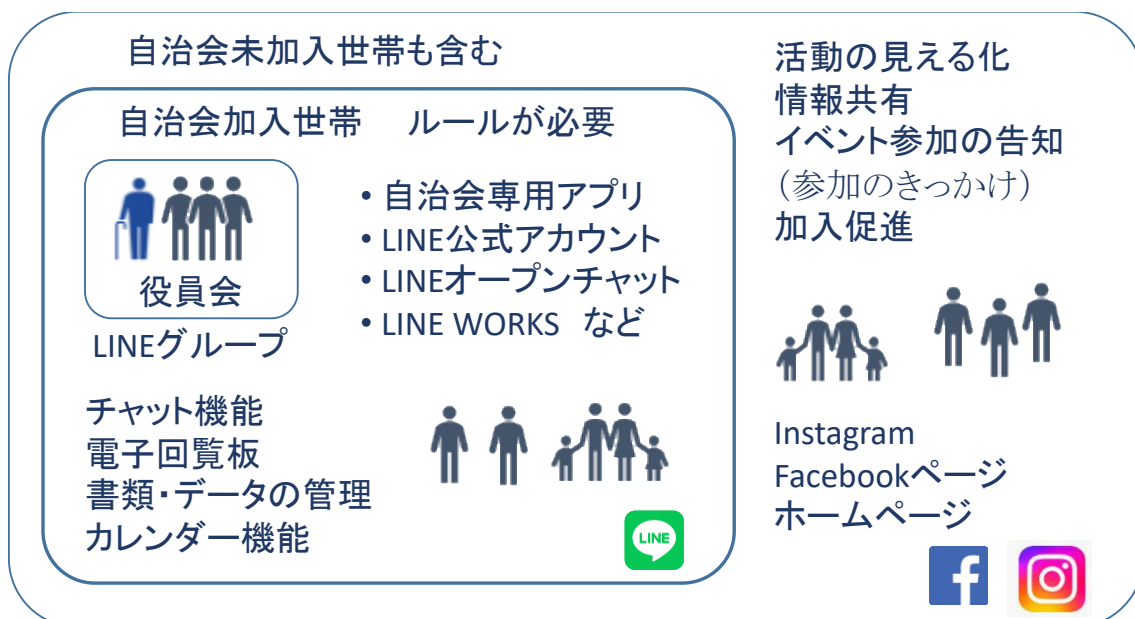 自治会未加入世帯も含む
自治会加入世帯 ルールが必要
役員会
LINEグループ
• 自治会専用アプリ
• LINE公式アカウント
• LINEオープンチャット
• LINE WORKS など
チャット機能
電子回覧板
書類・データの管理
カレンダー機能
LINE
活動の見える化
情報共有
イベント参加の告知
（参加のきっかけ）
加入促進
Instagram
Facebookページ
ホームページ
f